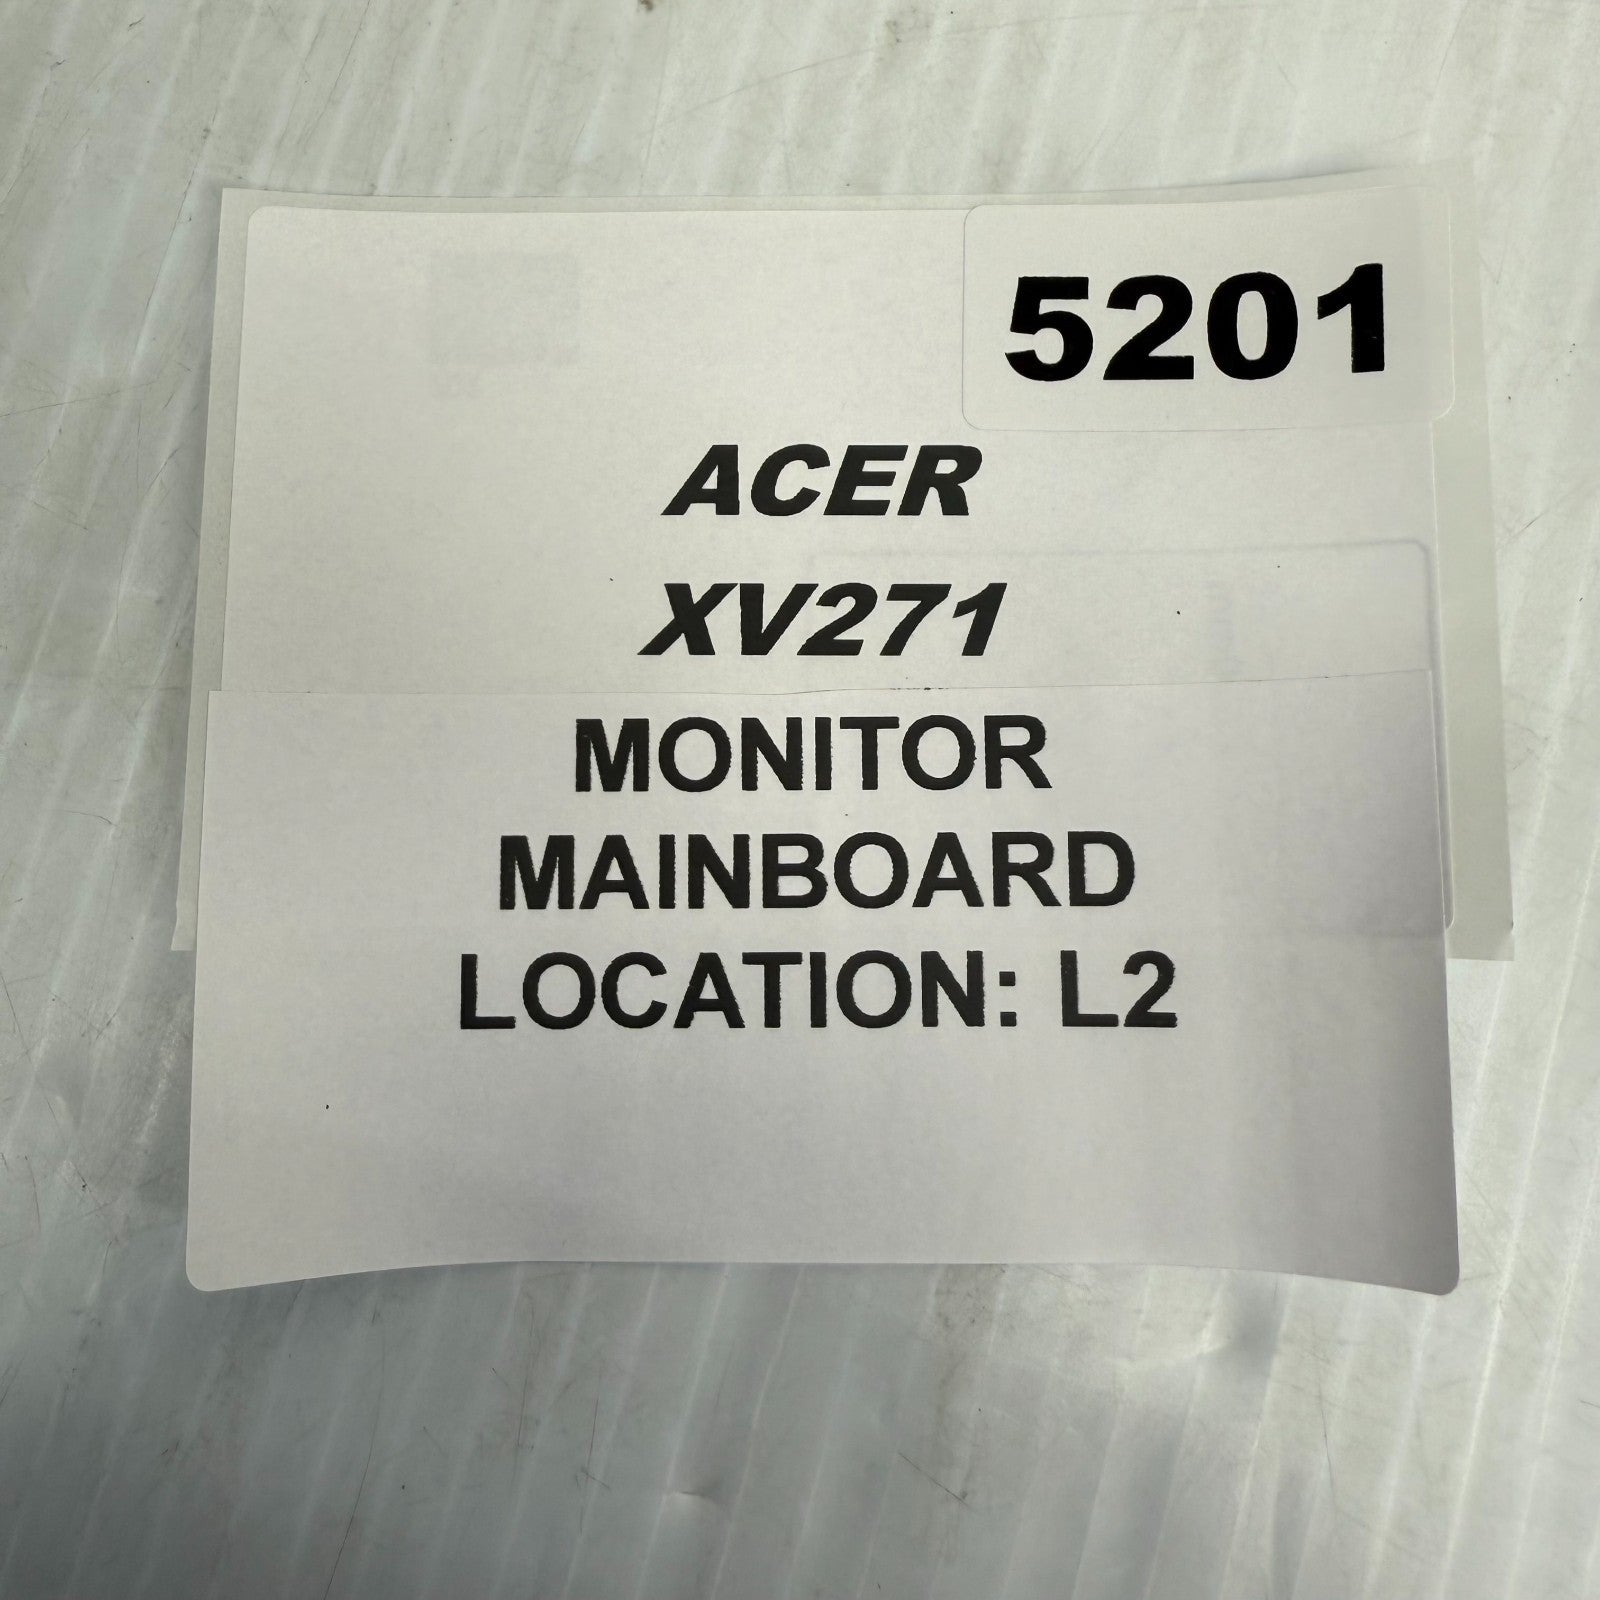 5201
ACER
XV271
MONITOR
MAINBOARD
LOCATION: L2